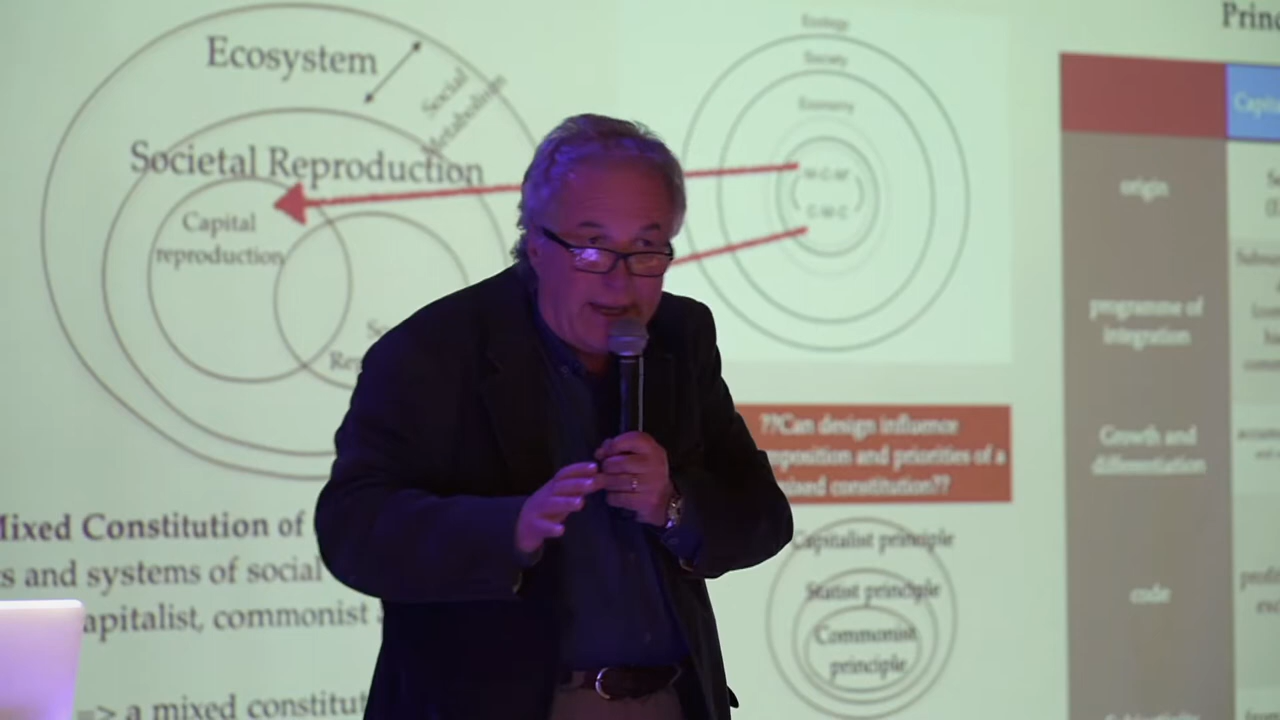 Ecosystem
Social
Metabolism
Societal Reproduction
Capital
reproduction
Ecology
Society
Economy
M-C-M'
C-M-C
??Can design influence
mposition and priorities of a
mixed constitution??
Capitalist principle
Statist principle
Commonist
principle
Mixed Constitution of
s and systems of social
apitalist, commonist
=> a mixed constitut
Princ
Capit
origin
programme of
integration
Growth and
differentiation
code